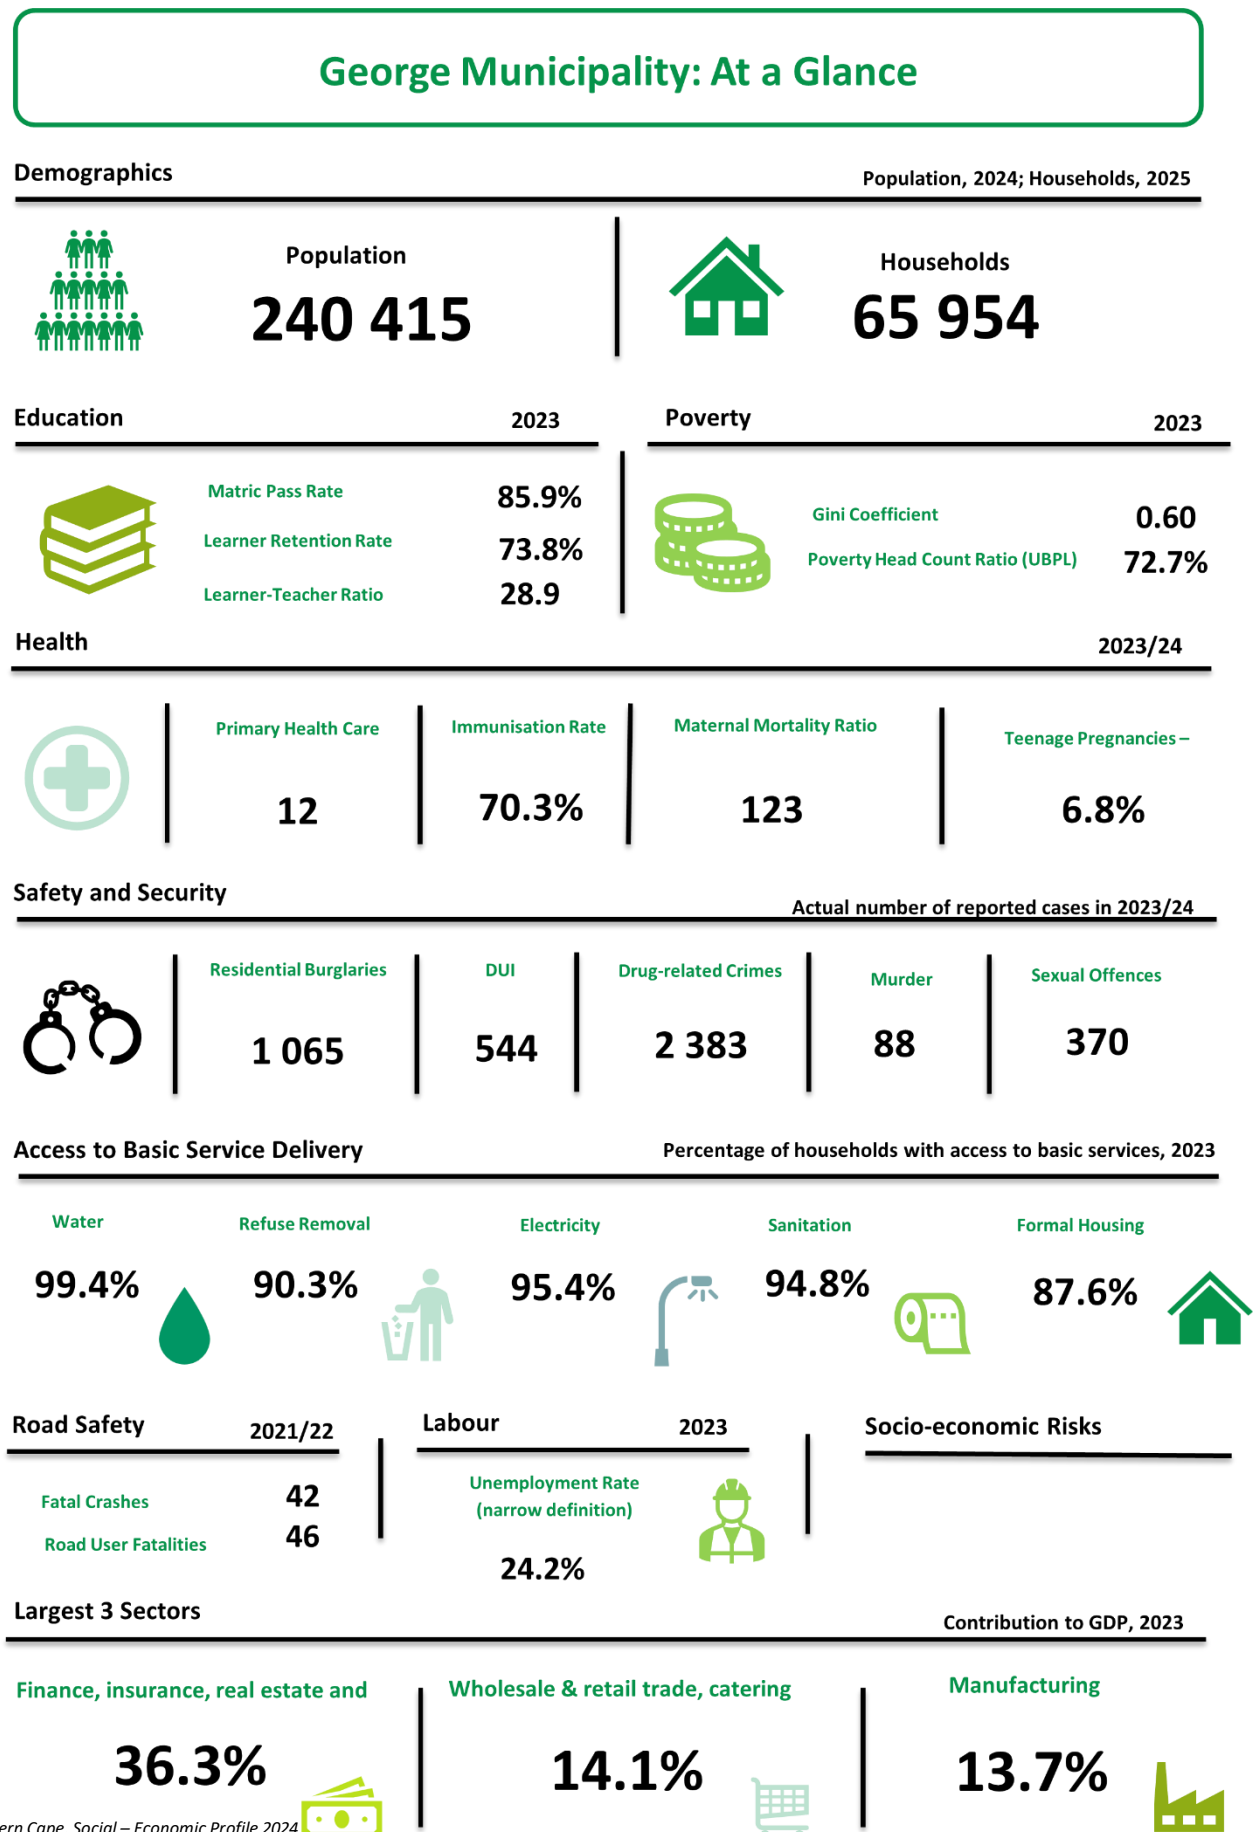 George Municipality: At a Glance
Demographics
Population, 2024; Households, 2025
Population
240 415
Households
65 954
Education
2023
Matric Pass Rate
85.9%
Learner Retention Rate
73.8%
Learner-Teacher Ratio
28.9
Poverty
2023
Gini Coefficient
0.60
Poverty Head Count Ratio (UBPL)
72.7%
Health
2023/24
Primary Health Care
12
Immunisation Rate
70.3%
Maternal Mortality Ratio
123
Teenage Pregnancies –
6.8%
Safety and Security
Actual number of reported cases in 2023/24
Residential Burglaries
1 065
DUI
544
Drug-related Crimes
2 383
Murder
88
Sexual Offences
370
Access to Basic Service Delivery
Percentage of households with access to basic services, 2023
Water
99.4%
Refuse Removal
90.3%
Electricity
95.4%
Sanitation
94.8%
Formal Housing
87.6%
Road Safety
2021/22
Fatal Crashes
42
Road User Fatalities
46
Labour
2023
Unemployment Rate
(narrow definition)
24.2%
Socio-economic Risks
Largest 3 Sectors
Contribution to GDP, 2023
Finance, insurance, real estate and
36.3%
Wholesale & retail trade, catering
14.1%
Manufacturing
13.7%
ern Cape, Social – Economic Profile 2024